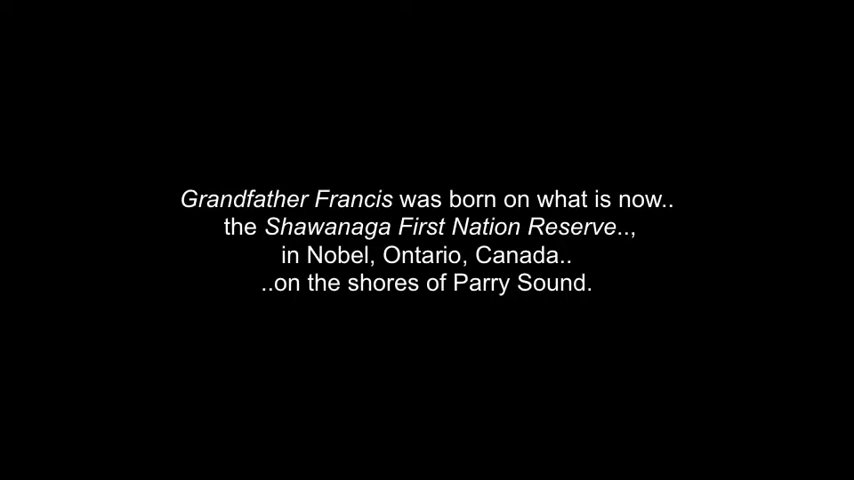 Grandfather Francis was born on what is now..
the Shawanaga First Nation Reserve..,
in Nobel, Ontario, Canada..
..on the shores of Parry Sound.